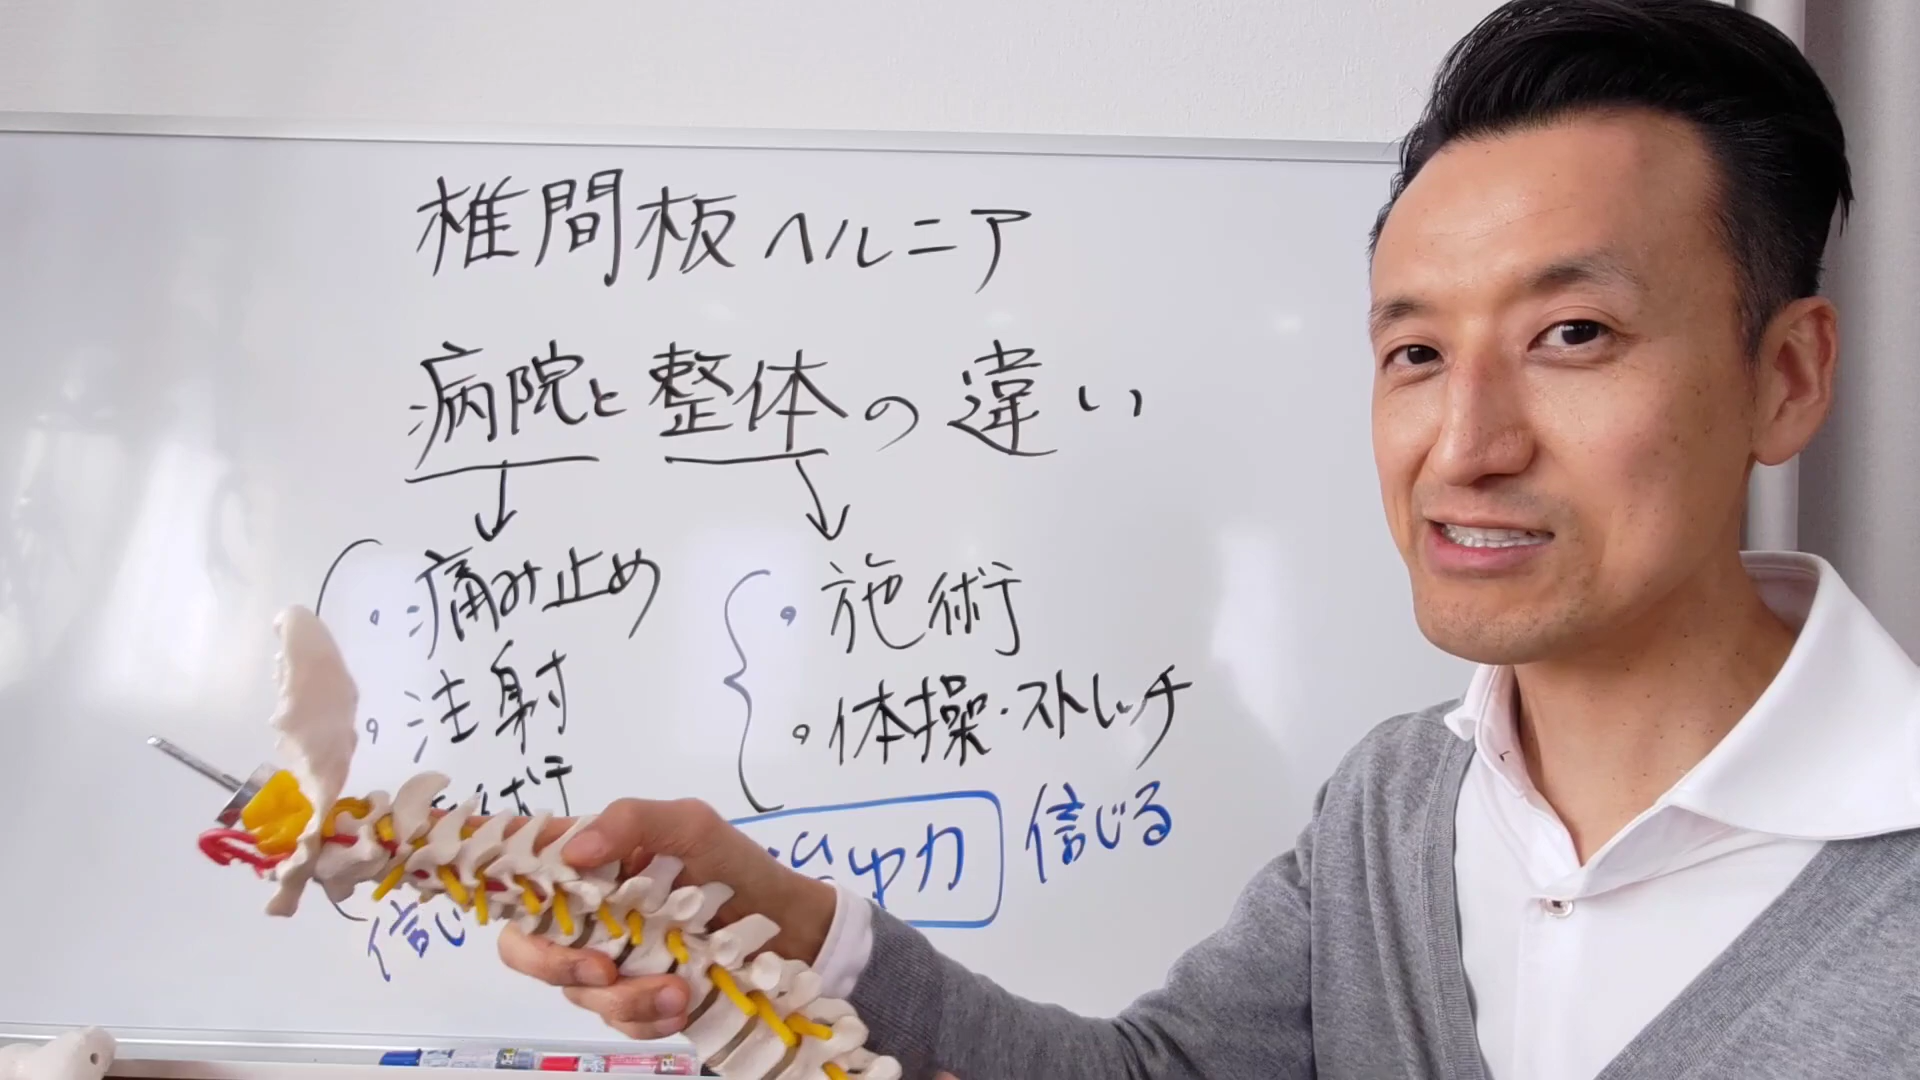 椎間板ヘルニア
病院と整体の違い
・痛み止め
・注射
・施術
・体操・ストレッチ
信じる